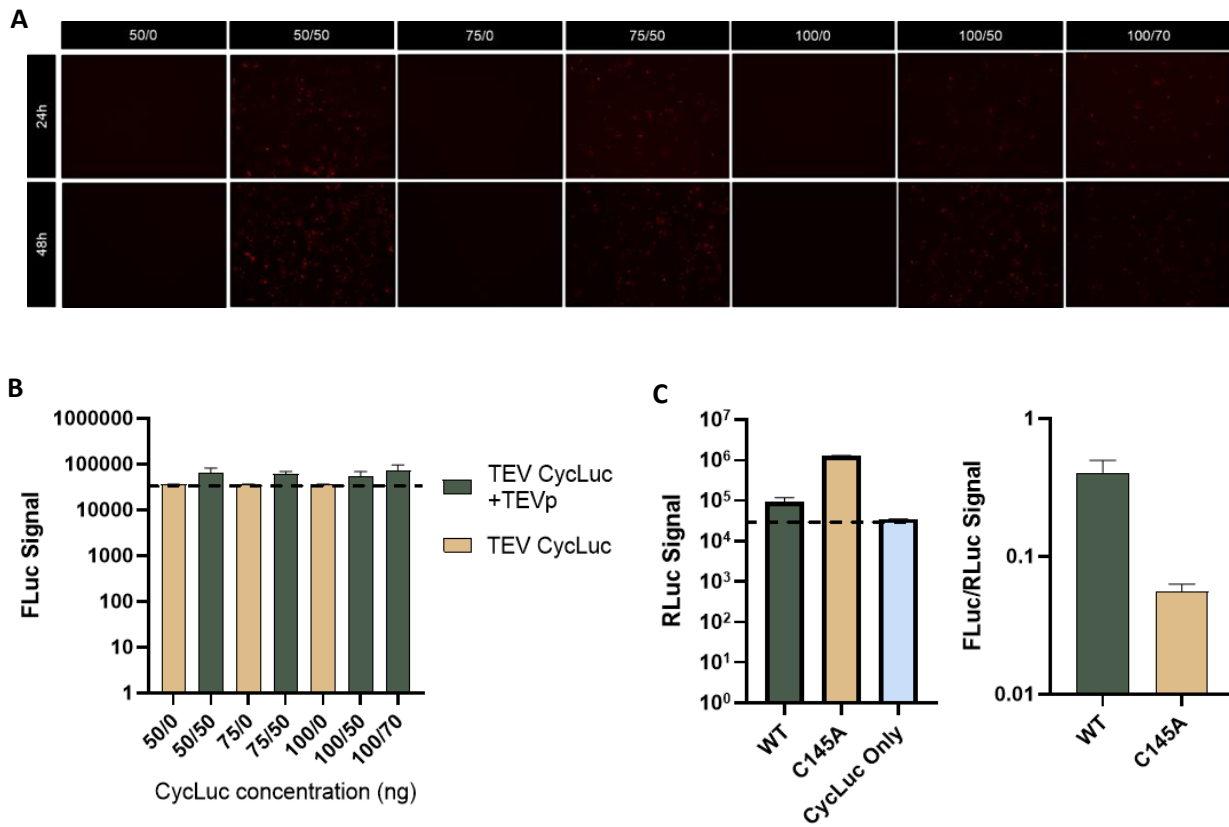 A
50/0 50/50 75/0 75/50 100/0 100/50 100/70
24h
48h
B
1000000
100000
10000
1000
100
10
1
FLuc Signal
50/0 50/50 75/0 75/50 100/0 100/50 100/70
CycLuc concentration (ng)
TEV CycLuc
+TEVp
TEV CycLuc
C
10⁷
10⁶
10⁵
10⁴
10³
10²
10¹
10⁰
RLuc Signal
WT C145A CycLuc Only
1
0.1
0.01
FLuc/RLuc Signal
WT C145A